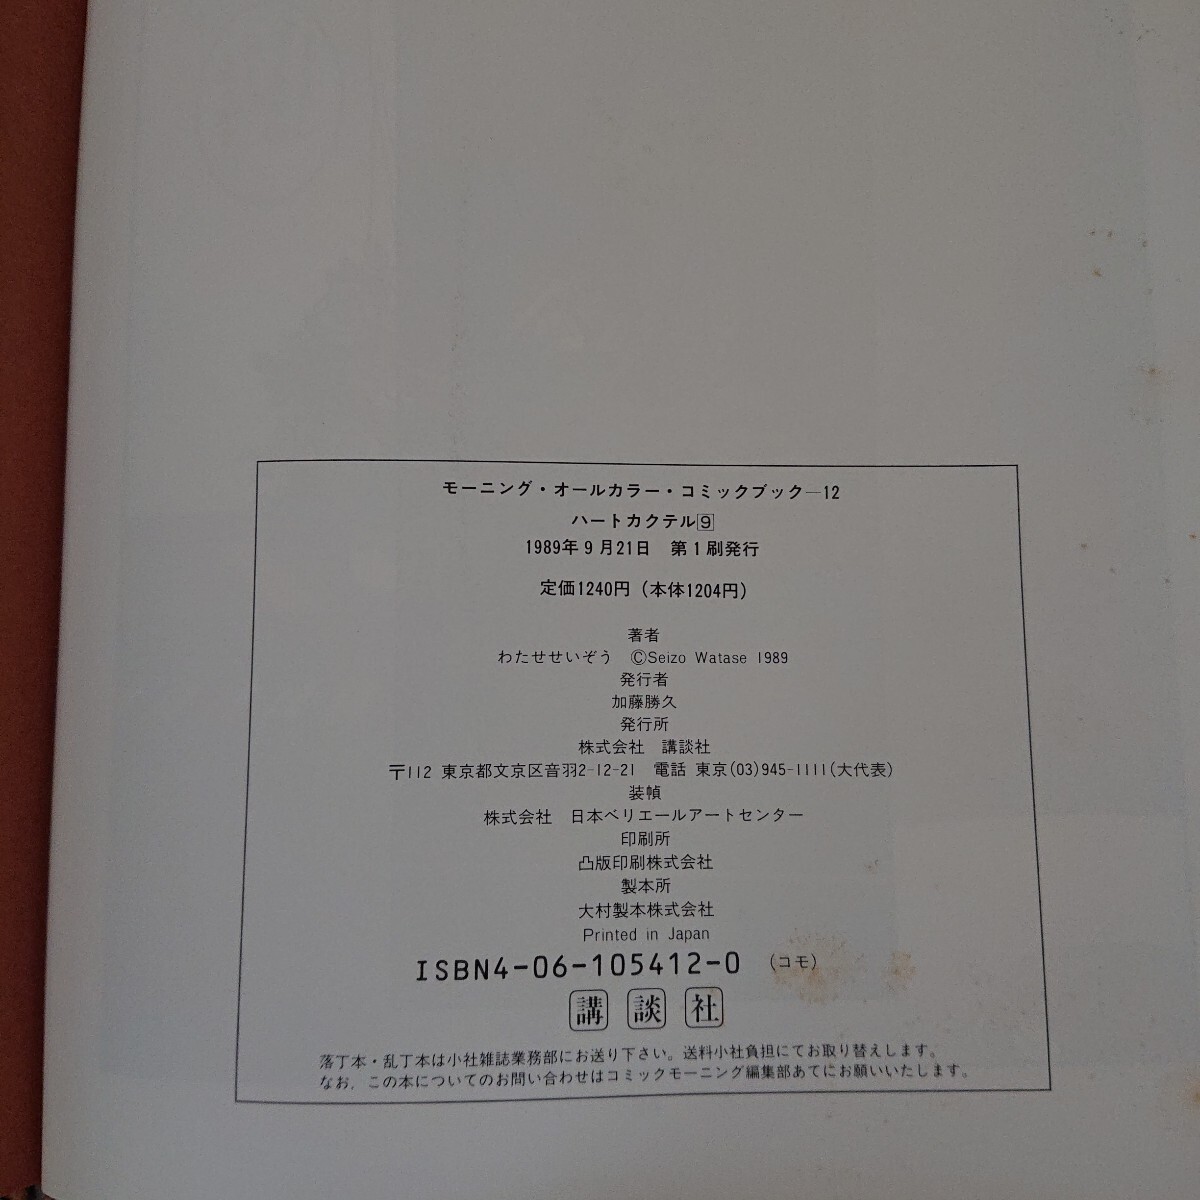 モーニング・オールカラー・コミックブック―12
ハートカクテル9
1989年9月21日　第1刷発行
定価1240円（本体1204円）
著者
わたせせいぞう　©Seizo Watase 1989
発行者
加藤勝久
発行所
株式会社　講談社
〒112 東京都文京区音羽2-12-21　電話 東京(03)945-1111(大代表)
装幀
株式会社　日本ベリエールアートセンター
印刷所
凸版印刷株式会社
製本所
大村製本株式会社
Printed in Japan
ISBN4-06-105412-0　(コモ)
講談社
落丁本・乱丁本は小社雑誌業務部にお送り下さい。送料小社負担にてお取り替えします。
なお，この本についてのお問い合わせはコミックモーニング編集部あてにお願いいたします。